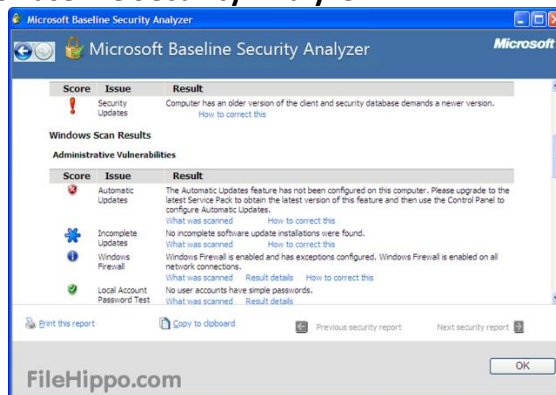 Microsoft Baseline Security Analyzer
Microsoft Baseline Security Analyzer
Microsoft
Score Issue Result
Security Updates
Computer has an older version of the client and security database demands a newer version.
How to correct this
Windows Scan Results
Administrative Vulnerabilities
Score Issue Result
Automatic Updates
The Automatic Updates feature has not been configured on this computer. Please upgrade to the
latest Service Pack to obtain the latest version of this feature and then use the Control Panel to
configure Automatic Updates.
What was scanned How to correct this
Incomplete Updates
No incomplete software update installations were found.
What was scanned How to correct this
Windows Firewall
Windows Firewall is enabled and has exceptions configured. Windows Firewall is enabled on all
network connections.
What was scanned Result details How to correct this
Local Account Password Test
No user accounts have simple passwords.
What was scanned Result details
Print this report
Copy to clipboard
Previous security report
Next security report
OK
FileHippo.com